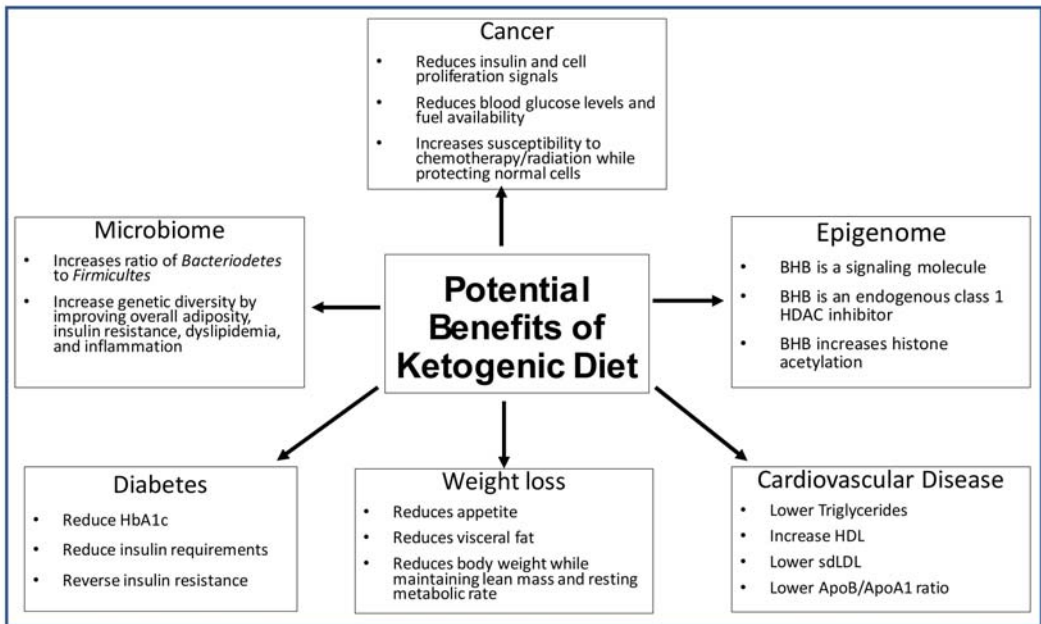 Cancer
• Reduces insulin and cell
proliferation signals
• Reduces blood glucose levels and
fuel availability
• Increases susceptibility to
chemotherapy/radiation while
protecting normal cells
Microbiome
• Increases ratio of Bacteriodetes
to Firmicultes
• Increase genetic diversity by
improving overall adiposity,
insulin resistance, dyslipidemia,
and inflammation
Potential
Benefits of
Ketogenic Diet
Epigenome
• BHB is a signaling molecule
• BHB is an endogenous class 1
HDAC inhibitor
• BHB increases histone
acetylation
Diabetes
• Reduce HbA1c
• Reduce insulin requirements
• Reverse insulin resistance
Weight loss
• Reduces appetite
• Reduces visceral fat
• Reduces body weight while
maintaining lean mass and resting
metabolic rate
Cardiovascular Disease
• Lower Triglycerides
• Increase HDL
• Lower sdLDL
• Lower ApoB/ApoA1 ratio